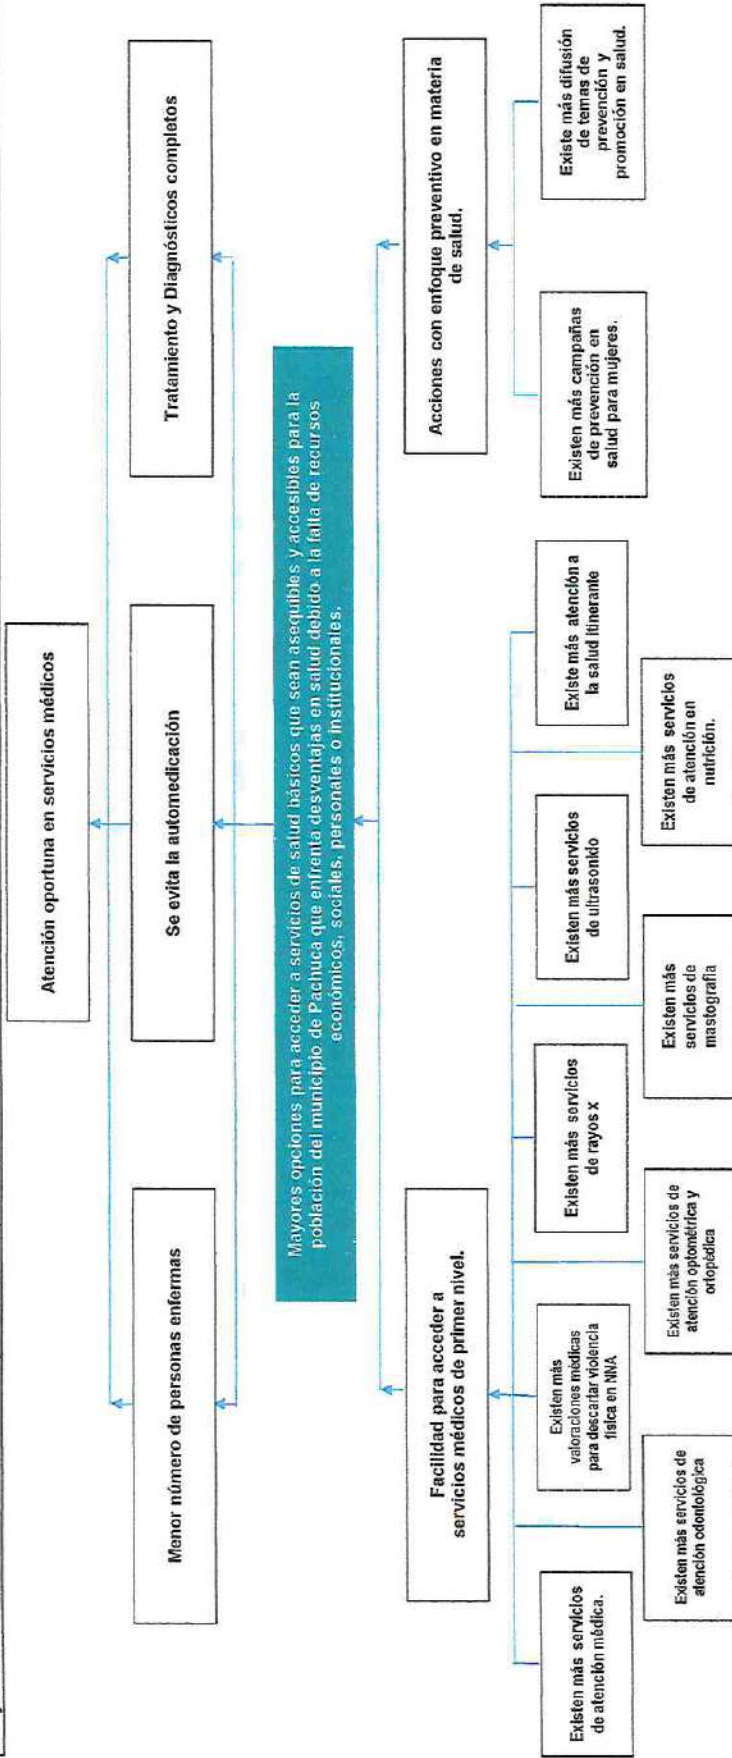 Atención oportuna en servicios médicos
Menor número de personas enfermas
Se evita la automedicación
Tratamiento y Diagnósticos completos
Mayores opciones para acceder a servicios de salud básicos que sean asequibles y accesibles para la
población del municipio de Pachuca que enfrenta desventajas en salud debido a la falta de recursos
económicos, sociales, personales o institucionales.
Facilidad para acceder a
servicios médicos de primer nivel.
Acciones con enfoque preventivo en materia
de salud.
Existen más servicios
de atención médica.
Existen más
valoraciones médicas
para descartar violencia
física en NNA
Existen más servicios
de rayos x
Existen más servicios
de ultrasonido
Existe más atención a
la salud itinerante
Existen más campañas
de prevención en
salud para mujeres.
Existe más difusión
de temas de
prevención y
promoción en salud.
Existen más servicios de
atención odontológica
Existen más servicios de
atención optométrica y
ortopédica
Existen más
servicios de
mastografía
Existen más servicios
de atención en
nutrición.